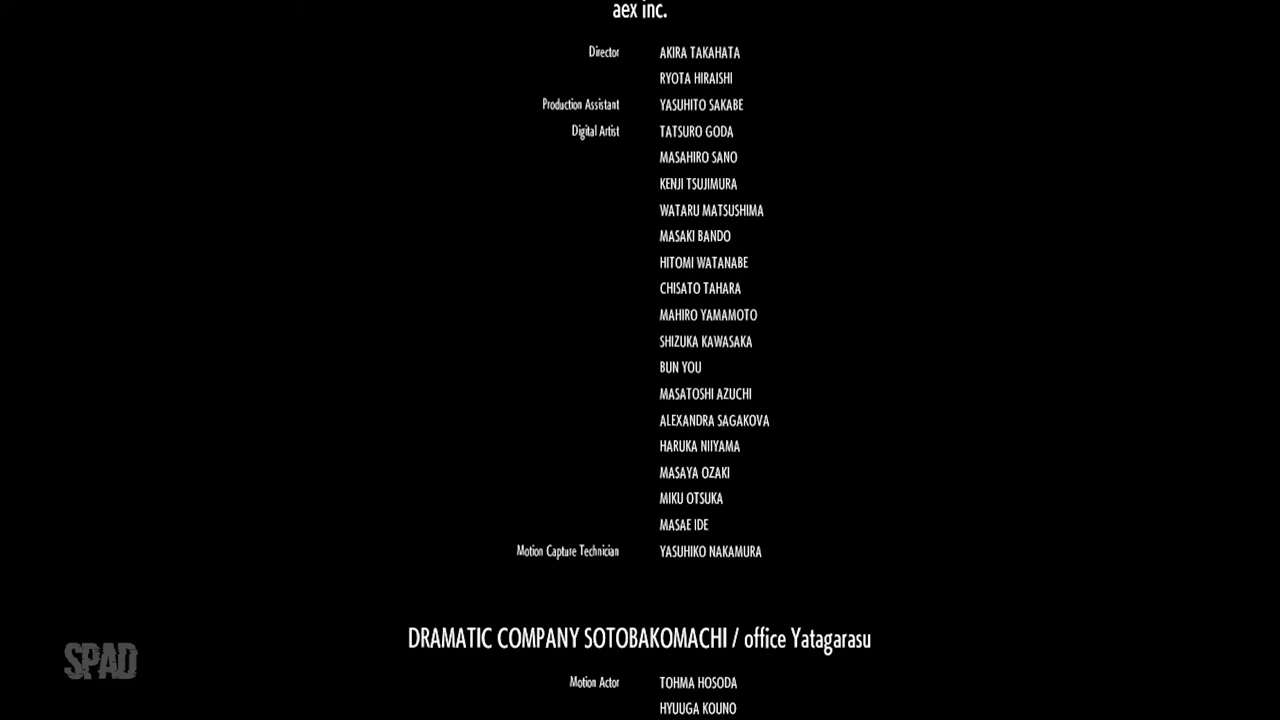 aex inc.
Director AKIRA TAKAHATA
RYOTA HIRAISHI
Production Assistant YASUHITO SAKABE
Digital Artist TATSURO GODA
MASAHIRO SANO
KENJI TSUJIMURA
WATARU MATSUSHIMA
MASAKI BANDO
HITOMI WATANABE
CHISATO TAHARA
MAHIRO YAMAMOTO
SHIZUKA KAWASAKA
BUN YOU
MASATOSHI AZUCHI
ALEXANDRA SAGAKOVA
HARUKA NIIYAMA
MASAYA OZAKI
MIKU OTSUKA
MASAE IDE
Motion Capture Technician YASUHIKO NAKAMURA
DRAMATIC COMPANY SOTOBAKOMACHI / office Yatagarasu
SPAD
Motion Actor TOHMA HOSODA
HYUUGA KOUNO